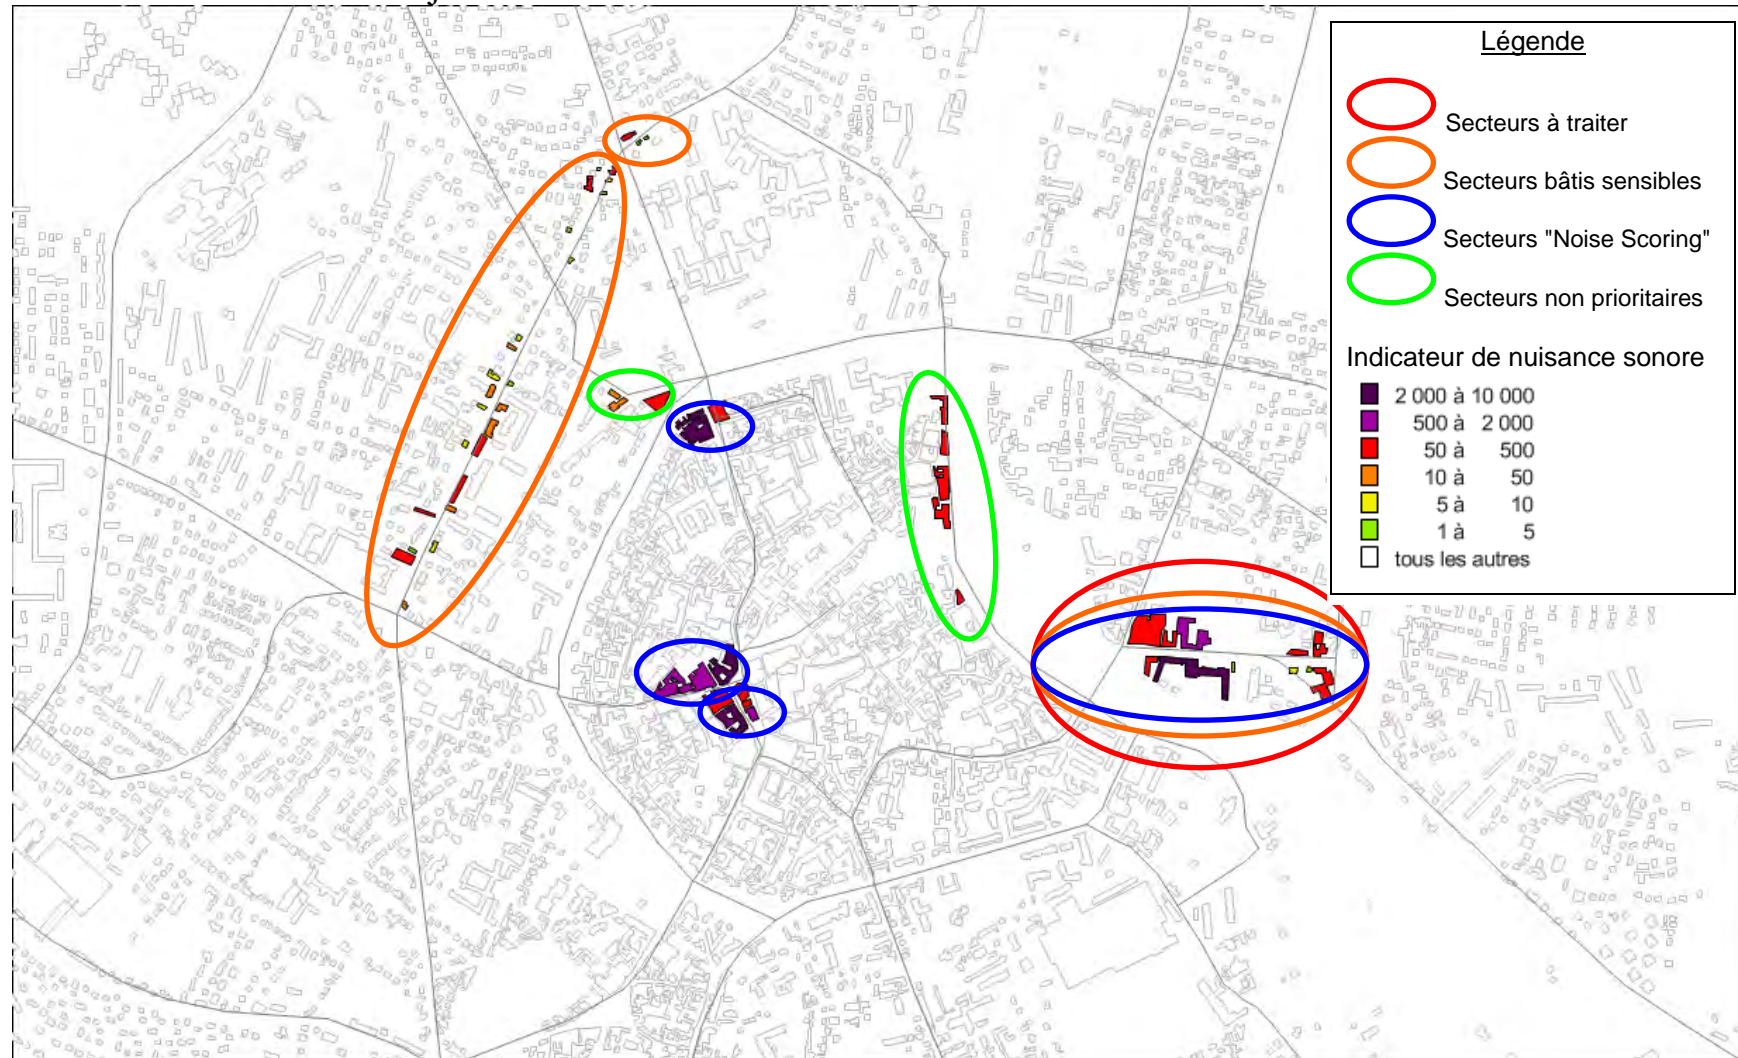 Légende
Secteurs à traiter
Secteurs bâtis sensibles
Secteurs "Noise Scoring"
Secteurs non prioritaires
Indicateur de nuisance sonore
2 000 à 10 000
500 à 2 000
50 à 500
10 à 50
5 à 10
1 à 5
tous les autres